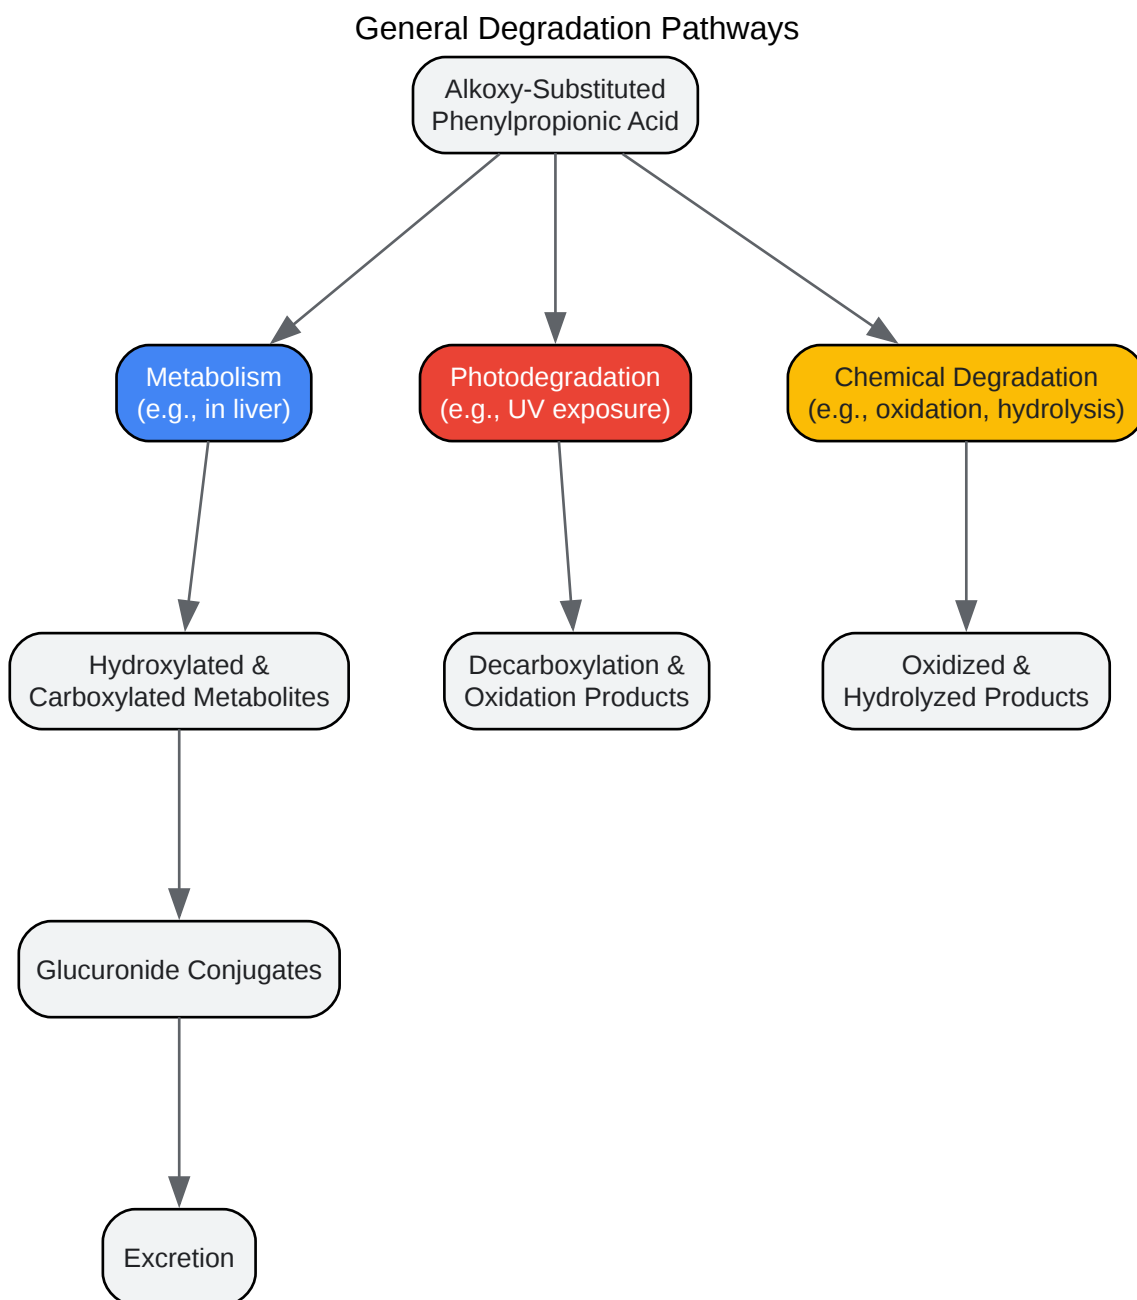 General Degradation Pathways
Alkoxy-Substituted
Phenylpropionic Acid
Metabolism
(e.g., in liver)
Photodegradation
(e.g., UV exposure)
Chemical Degradation
(e.g., oxidation, hydrolysis)
Hydroxylated &
Carboxylated Metabolites
Decarboxylation &
Oxidation Products
Oxidized &
Hydrolyzed Products
Glucuronide Conjugates
Excretion